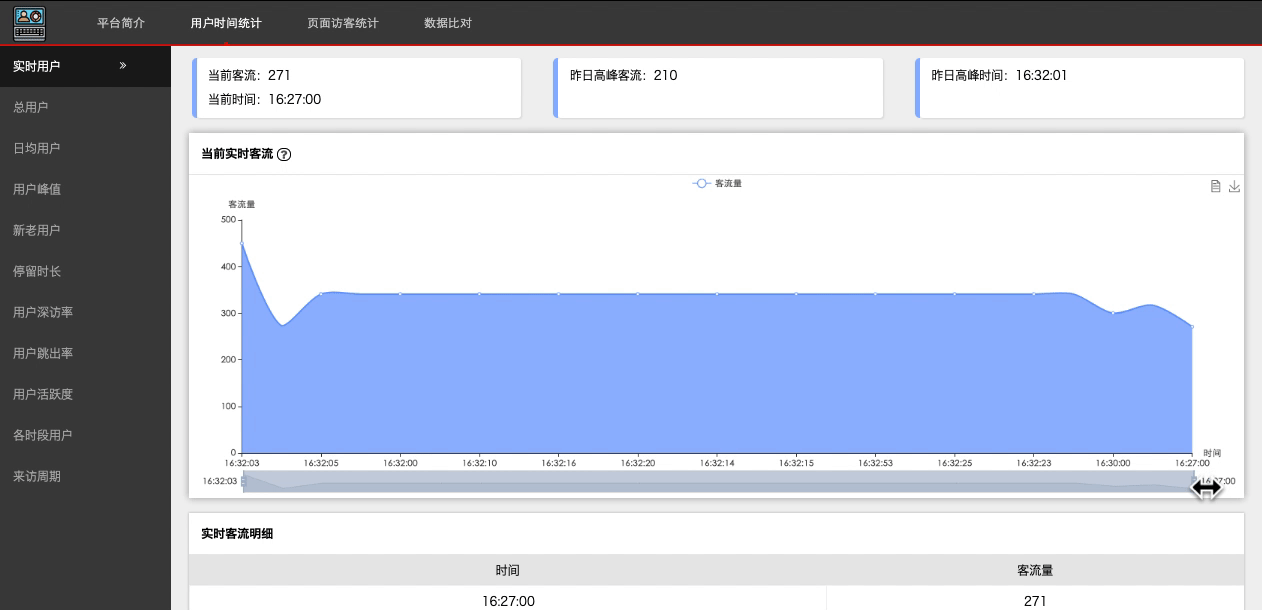 平台简介 用户时间统计 页面访客统计 数据比对
实时用户 »
总用户
日均用户
用户峰值
新老用户
停留时长
用户深访率
用户跳出率
用户活跃度
各时段用户
来访周期
当前客流：271
当前时间：16:27:00
昨日高峰客流：210
昨日高峰时间：16:32:01
当前实时客流 ?
客流量
客流量
500
400
300
200
100
0
16:32:03 16:32:05 16:32:00 16:32:10 16:32:16 16:32:20 16:32:14 16:32:15 16:32:53 16:32:25 16:32:23 16:30:00 16:27:00
时间
16:32:03
实时客流明细
时间 客流量
16:27:00 271